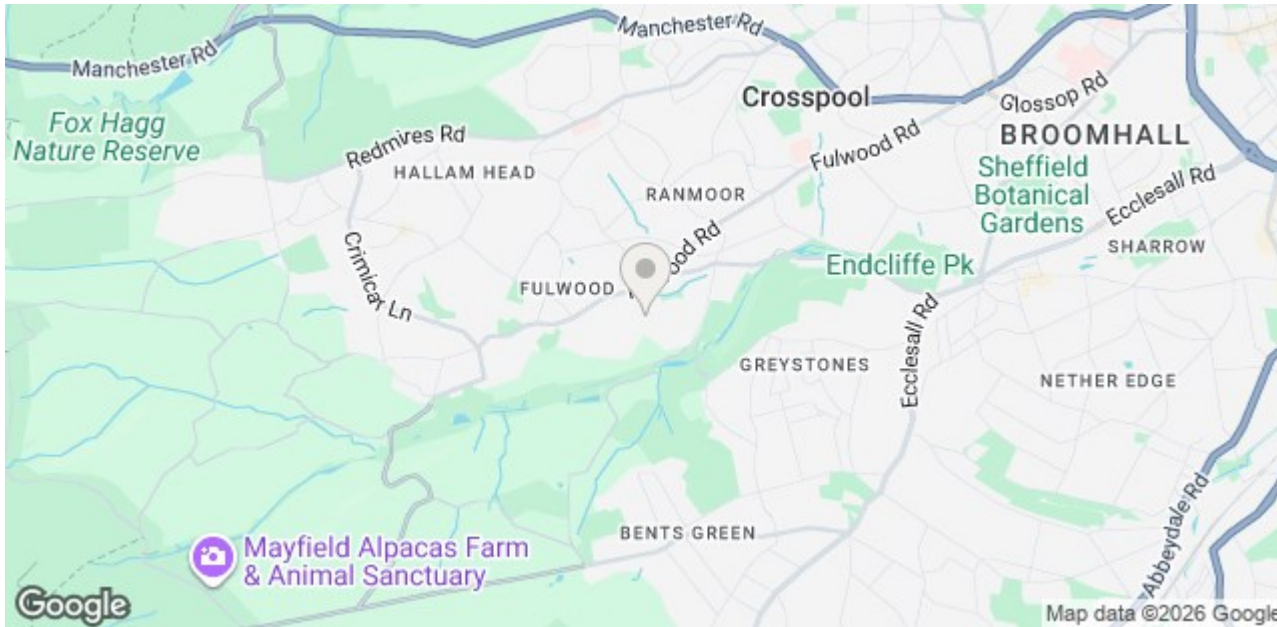 Manchester Rd
Manchester Rd
Crosspool
Glossop Rd
BROOMHALL
Fox Hagg
Nature Reserve
Redmires Rd
HALLAM HEAD
Fulwood Rd
RANMOOR
Sheffield
Botanical
Gardens
Ecclesall Rd
SHARROW
Crimicar Ln
FULWOOD
ood Rd
Endcliffe Pk
GREYSTONES
Ecclesall Rd
NETHER EDGE
BENTS GREEN
Abbeydale Rd
Mayfield Alpacas Farm
& Animal Sanctuary
Google
Map data ©2026 Google